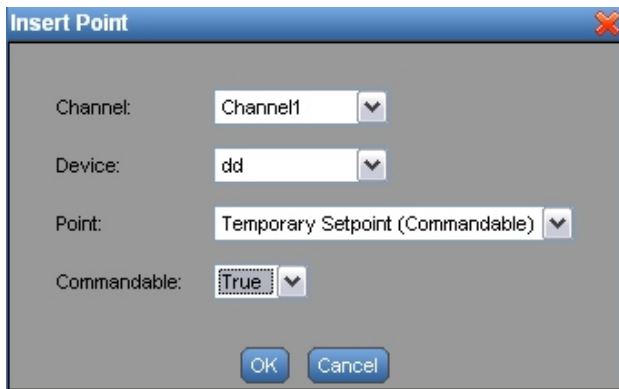 Insert Point
Channel: Channel1
Device: dd
Point: Temporary Setpoint (Commandable)
Commandable: True
OK Cancel